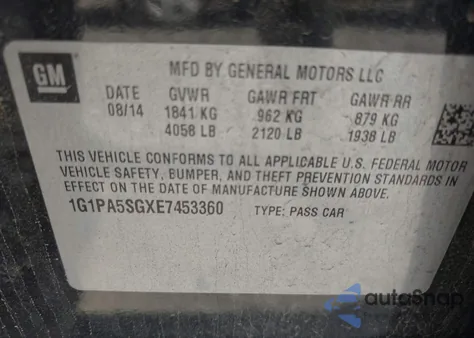 GM
MFD BY GENERAL MOTORS LLC
DATE GVWR GAWR FRT GAWR RR
08/14 1841 KG 962 KG 879 KG
4058 LB 2120 LB 1938 LB
THIS VEHICLE CONFORMS TO ALL APPLICABLE U.S. FEDERAL MOTOR
VEHICLE SAFETY, BUMPER, AND THEFT PREVENTION STANDARDS IN
EFFECT ON THE DATE OF MANUFACTURE SHOWN ABOVE.
1G1PA5SGXE7453360 TYPE: PASS CAR
autoSnap